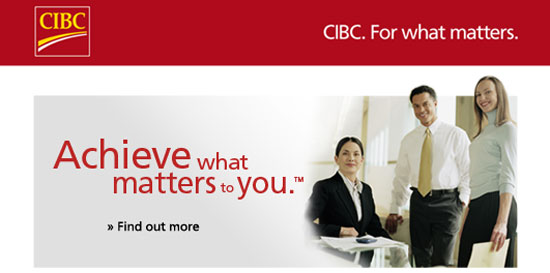 CIBC
CIBC. For what matters.
Achieve what
matters to you.™
» Find out more